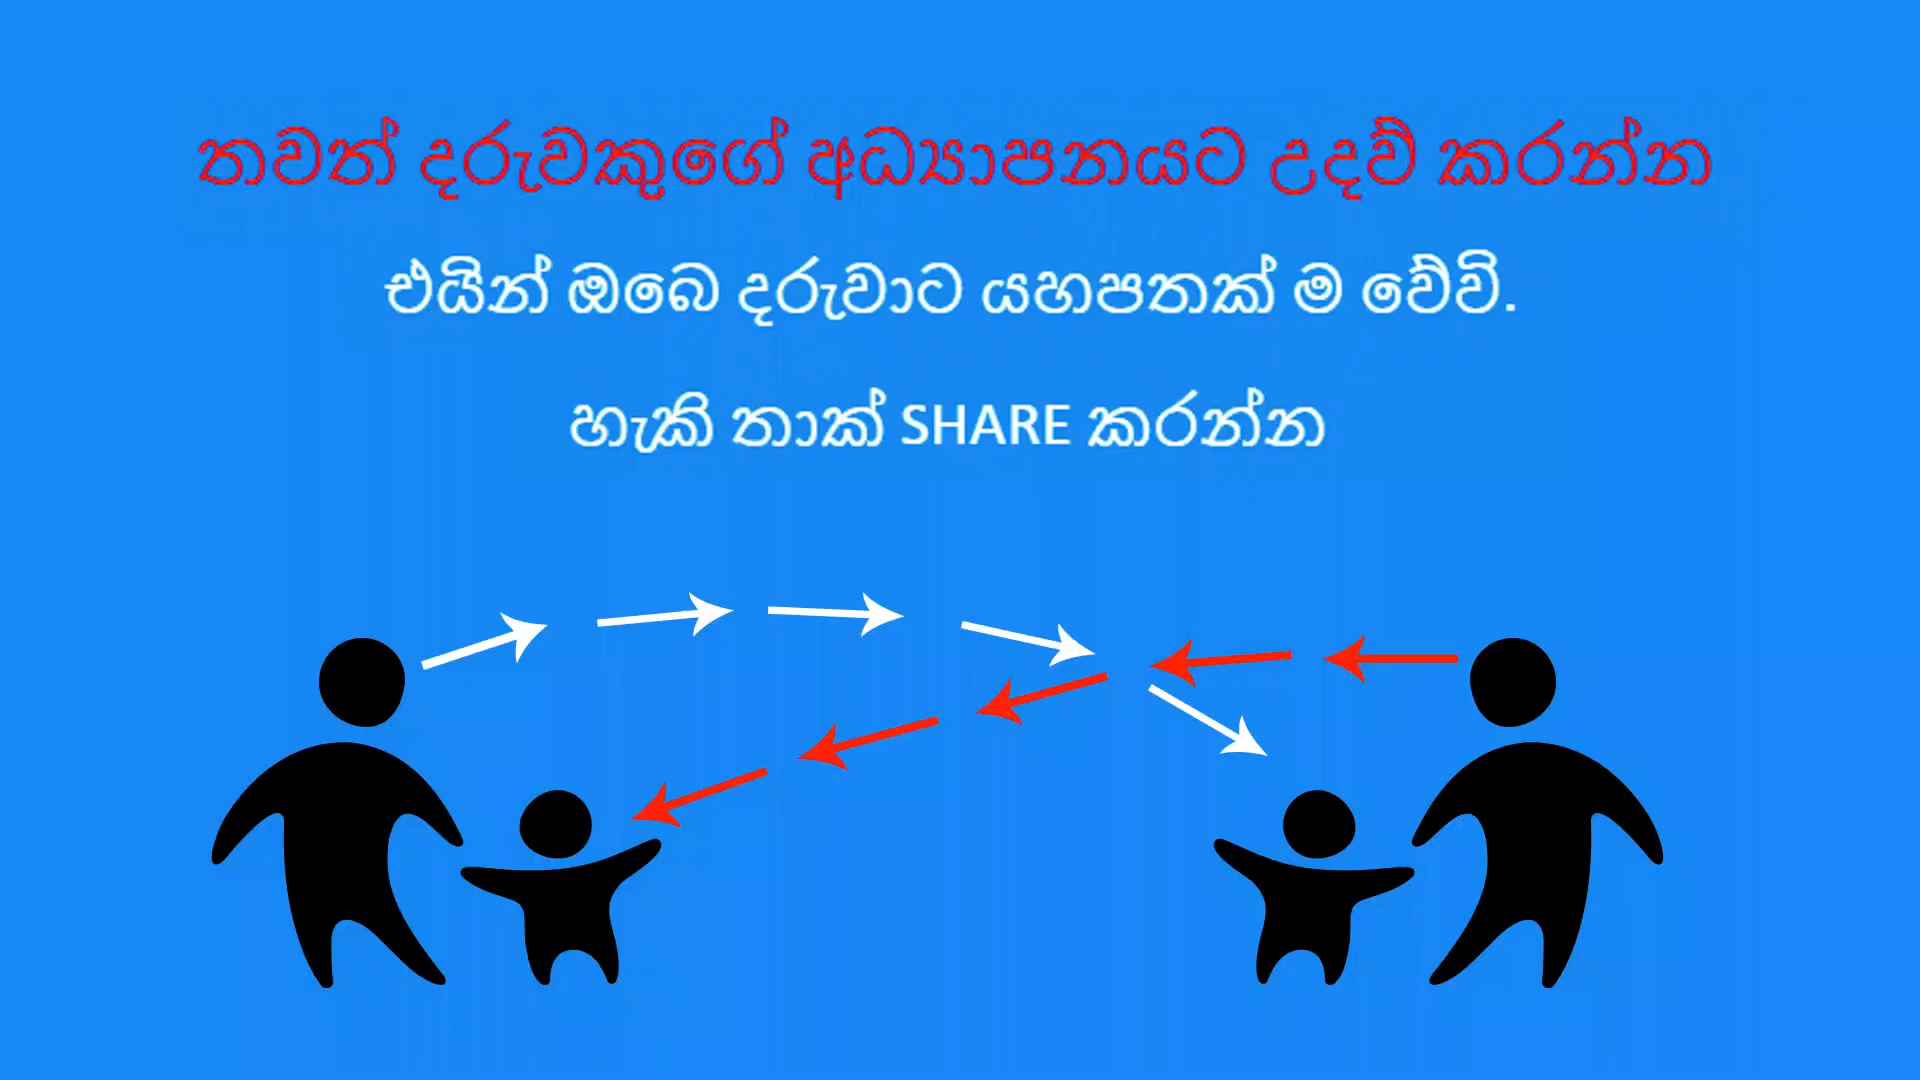 තවත් දරුවකුගේ අධ්‍යාපනයට උදව් කරන්න
එයින් ඔබෙ දරුවාට යහපතක් ම වේවි.
හැකි තාක් SHARE කරන්න